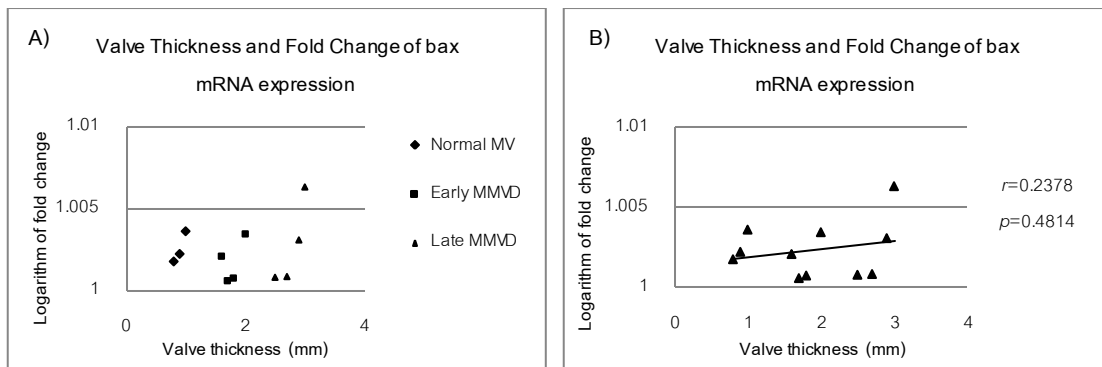 A)
Valve Thickness and Fold Change of bax
mRNA expression
Logarithm of fold change
1.01
1.005
1
0
2
4
Valve thickness (mm)
Normal MV
Early MMVD
Late MMVD
B)
Valve Thickness and Fold Change of bax
mRNA expression
Logarithm of fold change
1.01
1.005
1
0
1
2
3
4
Valve thickness (mm)
r=0.2378
p=0.4814